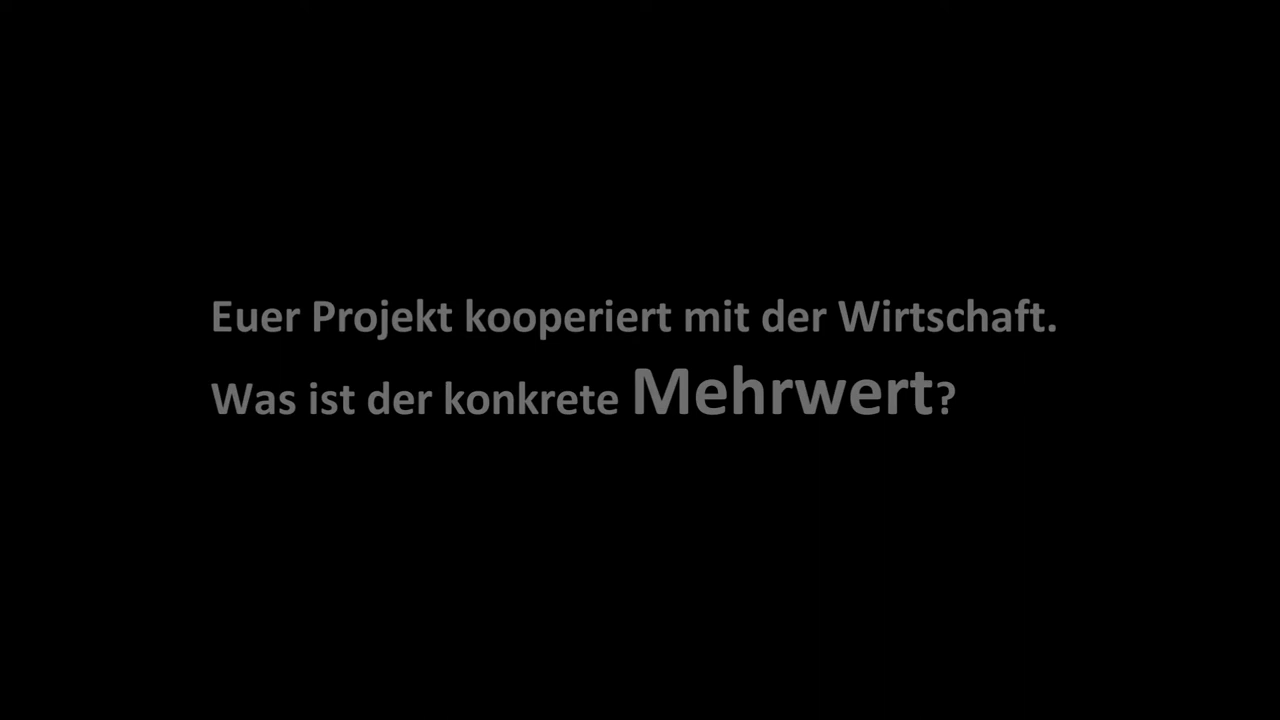 Euer Projekt kooperiert mit der Wirtschaft.
Was ist der konkrete Mehrwert?